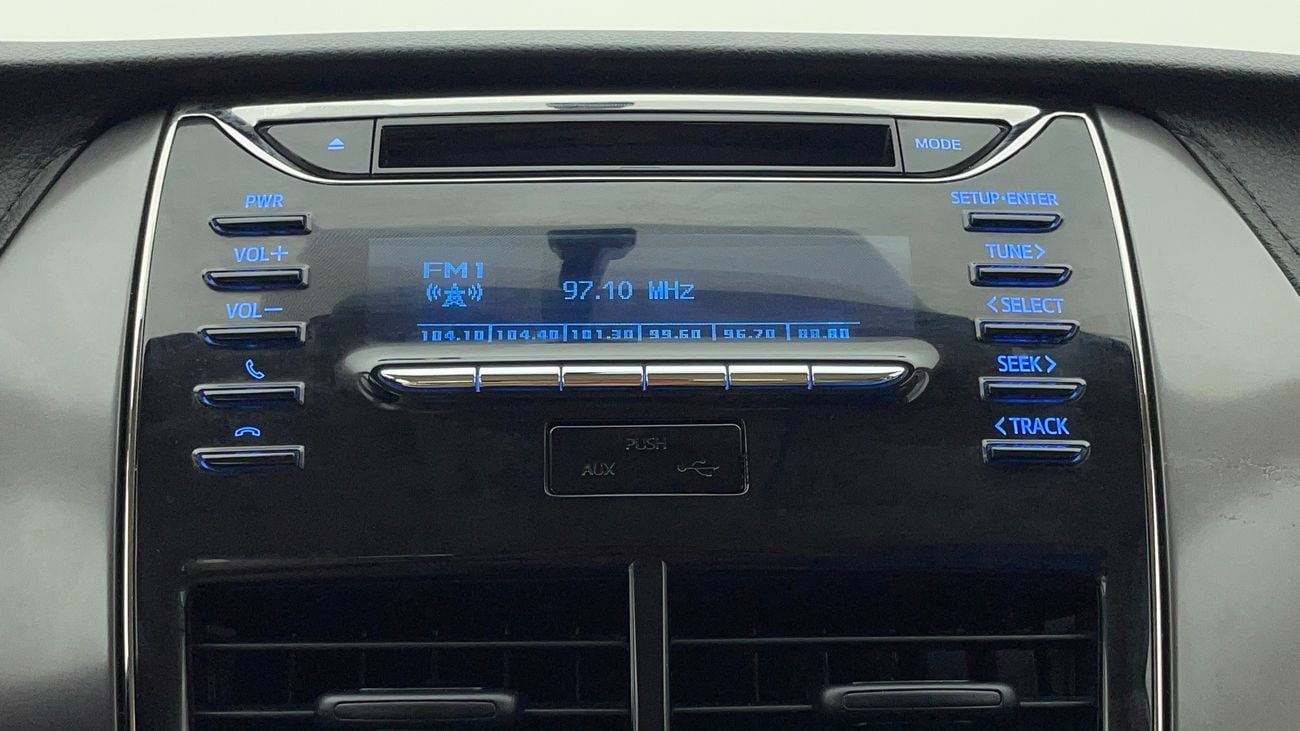 MODE
PWR
SETUP·ENTER
VOL+
TUNE>
FM1
97.10 MHz
VOL−
<SELECT
104.10 104.40 101.30 99.60 96.70 88.80
SEEK>
<TRACK
PUSH
AUX